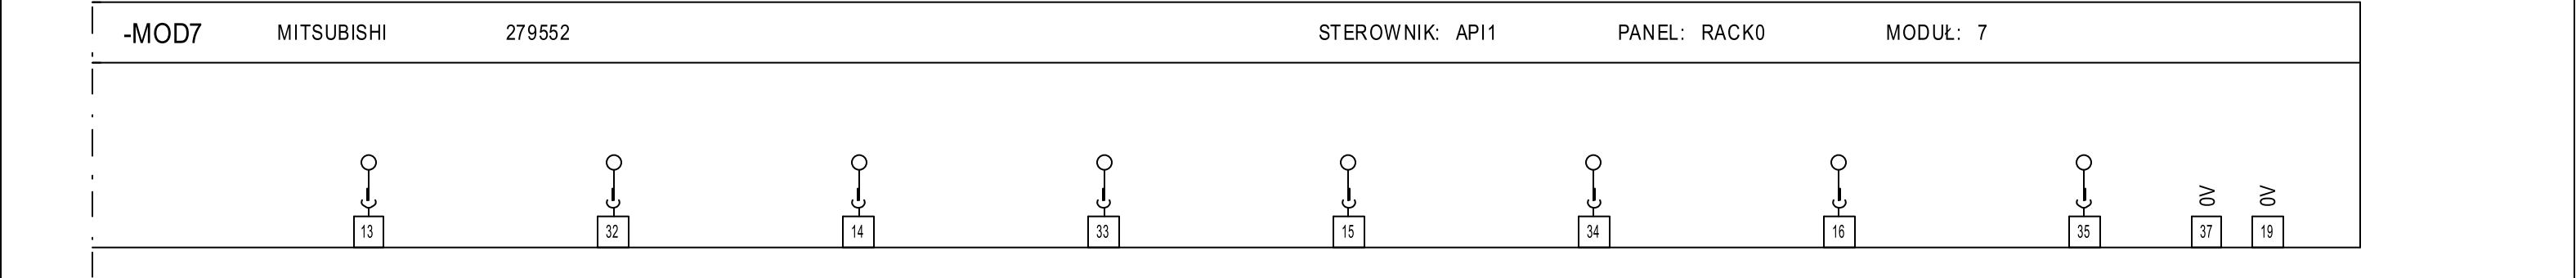 -MOD7 MITSUBISHI 279552 STEROWNIK: API1 PANEL: RACK0 MODUŁ: 7
0V 0V
13 32 14 33 15 34 16 35 37 19